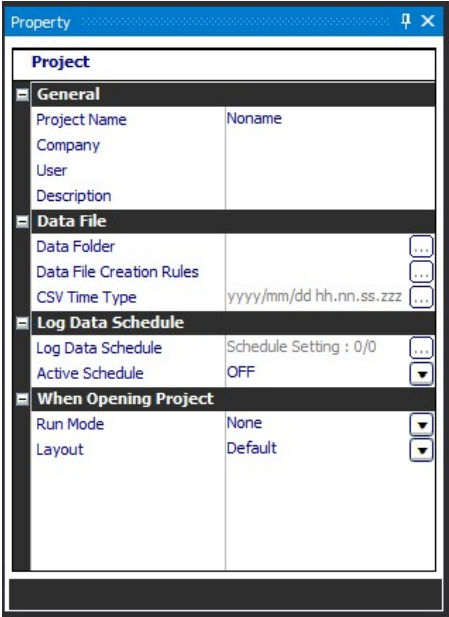 Property
Project
General
Project Name Noname
Company
User
Description
Data File
Data Folder ...
Data File Creation Rules ...
CSV Time Type yyyy/mm/dd hh.nn.ss.zzz ...
Log Data Schedule
Log Data Schedule Schedule Setting : 0/0 ...
Active Schedule OFF
When Opening Project
Run Mode None
Layout Default